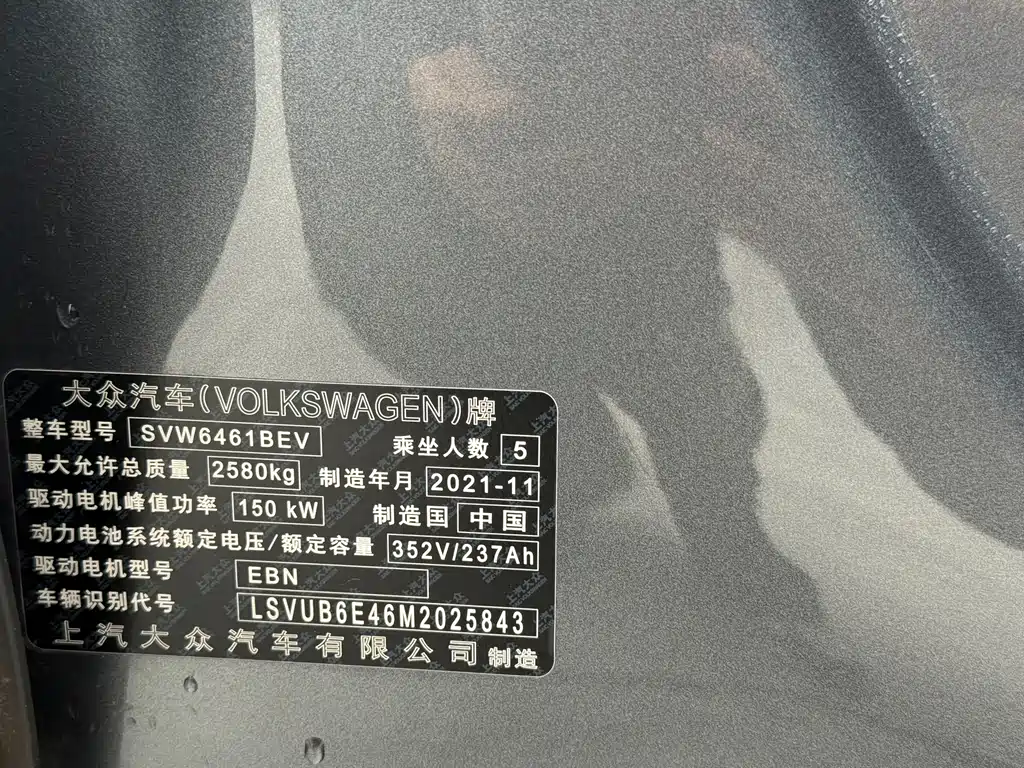 大众汽车(VOLKSWAGEN)牌
整车型号 SVW6461BEV 乘坐人数 5
最大允许总质量 2580kg 制造年月 2021-11
驱动电机峰值功率 150 kW 制造国 中国
动力电池系统额定电压/额定容量 352V/237Ah
驱动电机型号 EBN
车辆识别代号 LSVUB6E46M2025843
上汽大众汽车有限公司 制造